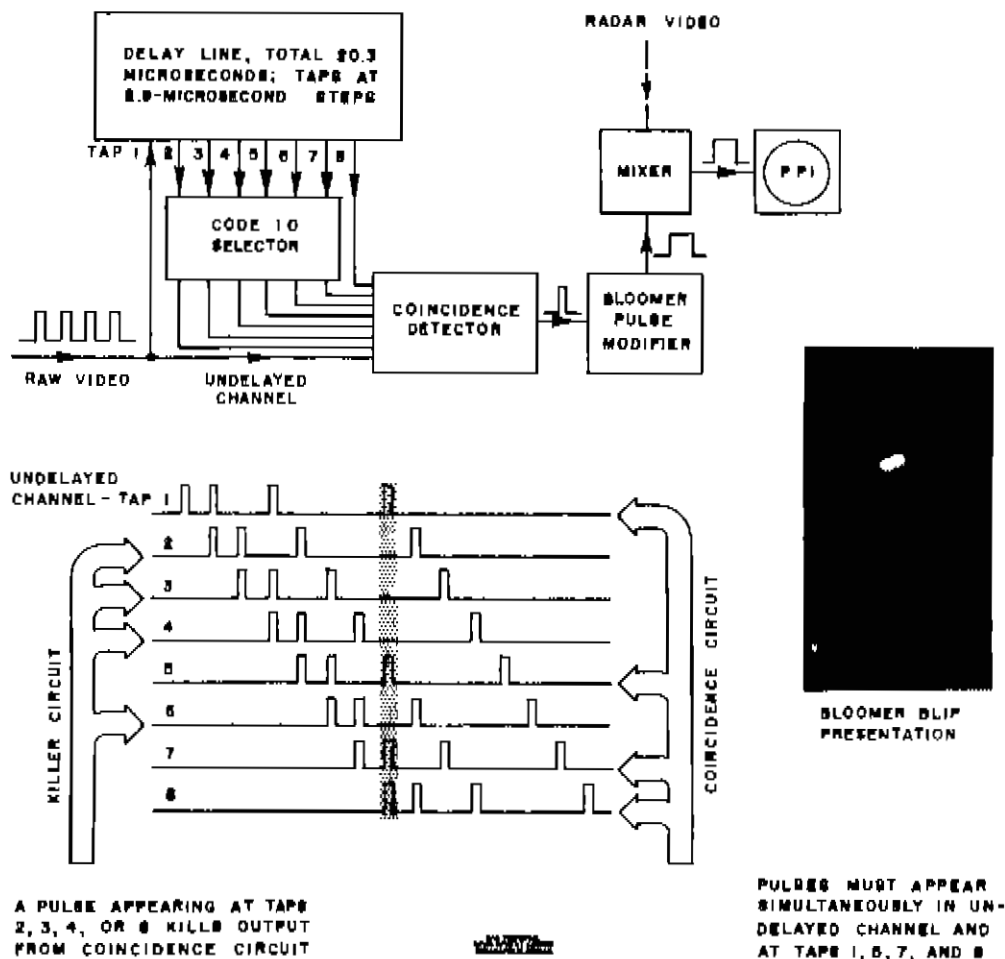 RADAR VIDEO
DELAY LINE, TOTAL 20.3
MICROSECONDS; TAPS AT
2.9-MICROSECOND STEPS
TAP 1 2 3 4 5 6 7 8
MIXER
PPI
CODE 10
SELECTOR
COINCIDENCE
DETECTOR
BLOOMER
PULSE
MODIFIER
RAW VIDEO
UNDELAYED
CHANNEL
UNDELAYED
CHANNEL - TAP 1
2
3
4
5
6
7
8
KILLER CIRCUIT
COINCIDENCE CIRCUIT
BLOOMER BLIP
PRESENTATION
A PULSE APPEARING AT TAPS
2, 3, 4, OR 6 KILLS OUTPUT
FROM COINCIDENCE CIRCUIT
PULSES MUST APPEAR
SIMULTANEOUSLY IN UN-
DELAYED CHANNEL AND
AT TAPS 1, 5, 7, AND 8